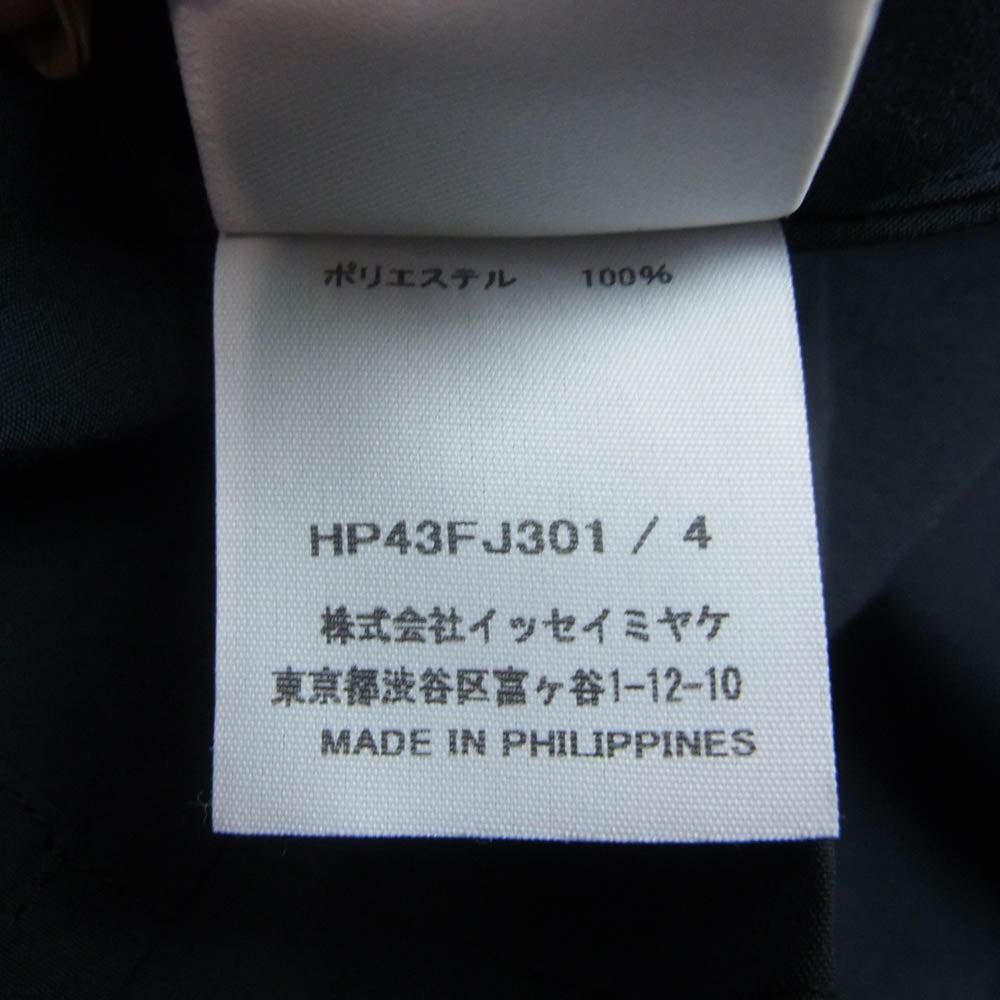 ポリエステル 100%
HP43FJ301 / 4
株式会社イッセイミヤケ
東京都渋谷区富ヶ谷1-12-10
MADE IN PHILIPPINES